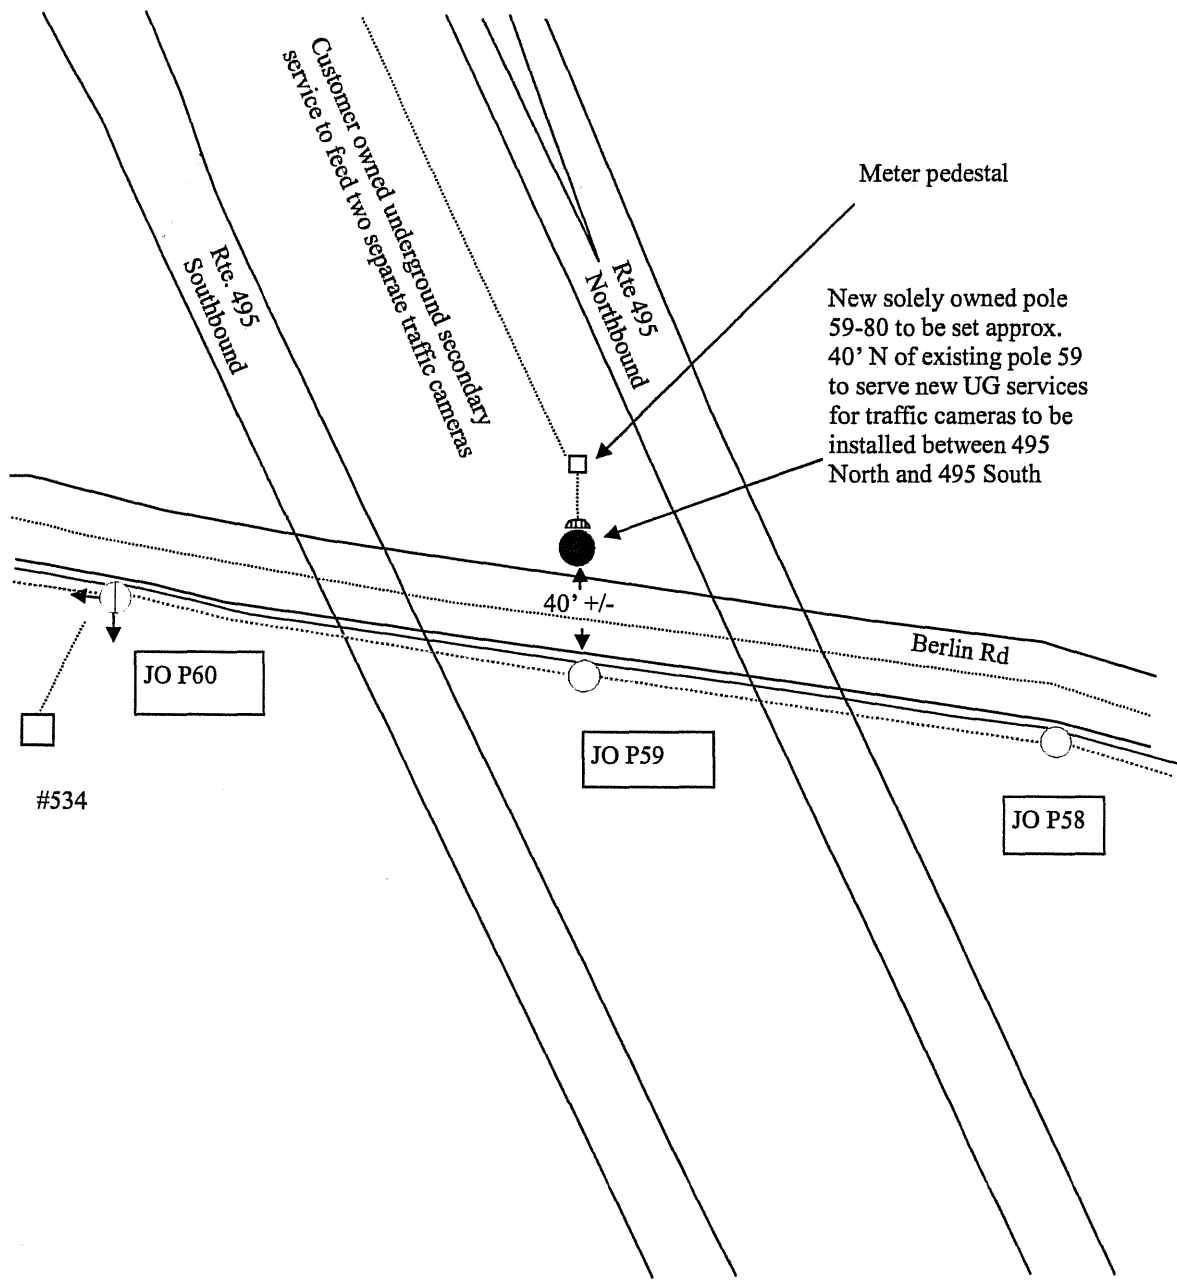 Customer owned underground secondary
service to feed two separate traffic cameras
Meter pedestal
Rte. 495
Southbound
Rte 495
Northbound
New solely owned pole
59-80 to be set approx.
40’ N of existing pole 59
to serve new UG services
for traffic cameras to be
installed between 495
North and 495 South
40’ +/-
Berlin Rd
JO P60
JO P59
#534
JO P58